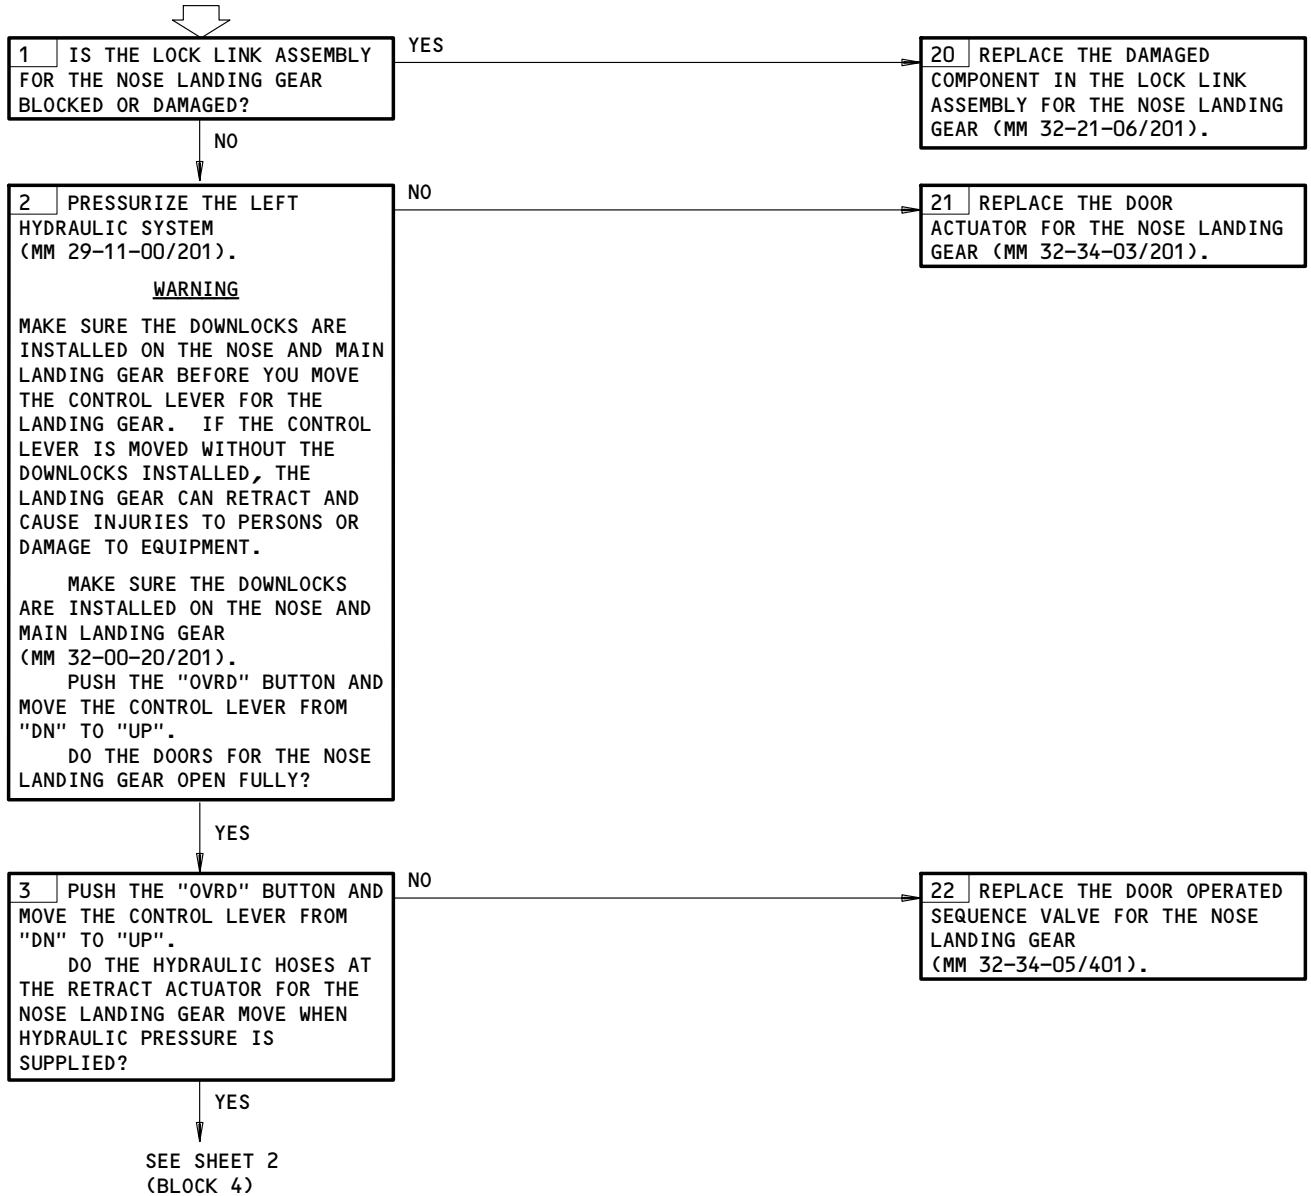 1 IS THE LOCK LINK ASSEMBLY
FOR THE NOSE LANDING GEAR
BLOCKED OR DAMAGED?
YES
20 REPLACE THE DAMAGED
COMPONENT IN THE LOCK LINK
ASSEMBLY FOR THE NOSE LANDING
GEAR (MM 32-21-06/201).
NO
2 PRESSURIZE THE LEFT
HYDRAULIC SYSTEM
(MM 29-11-00/201).
WARNING
MAKE SURE THE DOWNLOCKS ARE
INSTALLED ON THE NOSE AND MAIN
LANDING GEAR BEFORE YOU MOVE
THE CONTROL LEVER FOR THE
LANDING GEAR. IF THE CONTROL
LEVER IS MOVED WITHOUT THE
DOWNLOCKS INSTALLED, THE
LANDING GEAR CAN RETRACT AND
CAUSE INJURIES TO PERSONS OR
DAMAGE TO EQUIPMENT.
MAKE SURE THE DOWNLOCKS
ARE INSTALLED ON THE NOSE AND
MAIN LANDING GEAR
(MM 32-00-20/201).
PUSH THE "OVRD" BUTTON AND
MOVE THE CONTROL LEVER FROM
"DN" TO "UP".
DO THE DOORS FOR THE NOSE
LANDING GEAR OPEN FULLY?
NO
21 REPLACE THE DOOR
ACTUATOR FOR THE NOSE LANDING
GEAR (MM 32-34-03/201).
YES
3 PUSH THE "OVRD" BUTTON AND
MOVE THE CONTROL LEVER FROM
"DN" TO "UP".
DO THE HYDRAULIC HOSES AT
THE RETRACT ACTUATOR FOR THE
NOSE LANDING GEAR MOVE WHEN
HYDRAULIC PRESSURE IS
SUPPLIED?
NO
22 REPLACE THE DOOR OPERATED
SEQUENCE VALVE FOR THE NOSE
LANDING GEAR
(MM 32-34-05/401).
YES
SEE SHEET 2
(BLOCK 4)